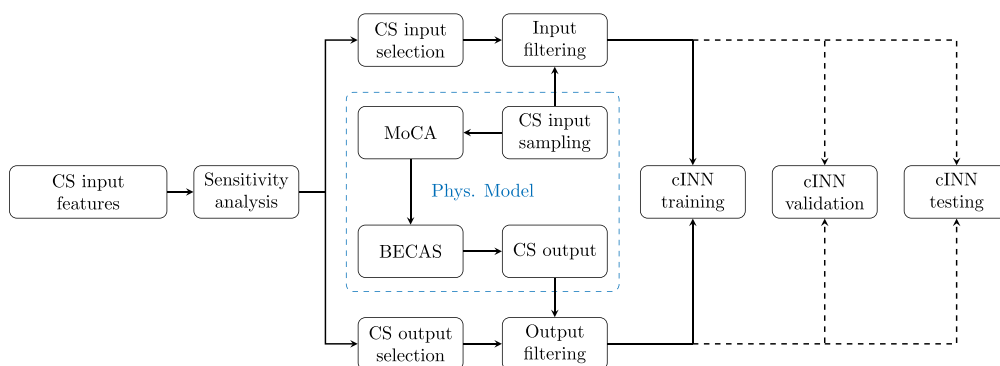 CS input
features
Sensitivity
analysis
CS input
selection
Input
filtering
MoCA
CS input
sampling
Phys. Model
BECAS
CS output
CS output
selection
Output
filtering
cINN
training
cINN
validation
cINN
testing